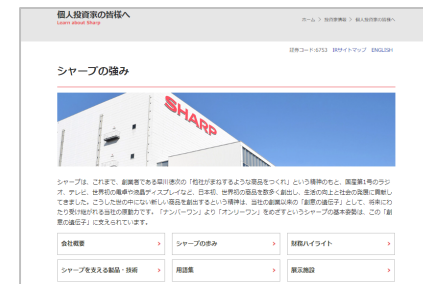 個人投資家の皆様へ
Learn about Sharp
ホーム > 投資家情報 > 個人投資家の皆様へ
証券コード:6753 IRサイトマップ ENGLISH
シャープの強み
SHARP
シャープは、これまで、創業者である早川徳次の「他社がまねするような商品をつくれ」という精神のもと、国産第1号のラジ
オ、テレビ、世界初の電卓や液晶ディスプレイなど、日本初、世界初の商品を数多く創出し、生活の向上と社会の発展に貢献し
てきました。こうした世の中にない新しい商品を創出するという精神は、当社の創業以来の「創意の遺伝子」として、将来にわ
たり受け継がれる当社の原動力です。「ナンバーワン」より「オンリーワン」をめざすというシャープの基本姿勢は、この「創
意の遺伝子」に支えられています。
会社概要 >
シャープの歩み >
財務ハイライト >
シャープを支える製品・技術 >
用語集 >
展示施設 >